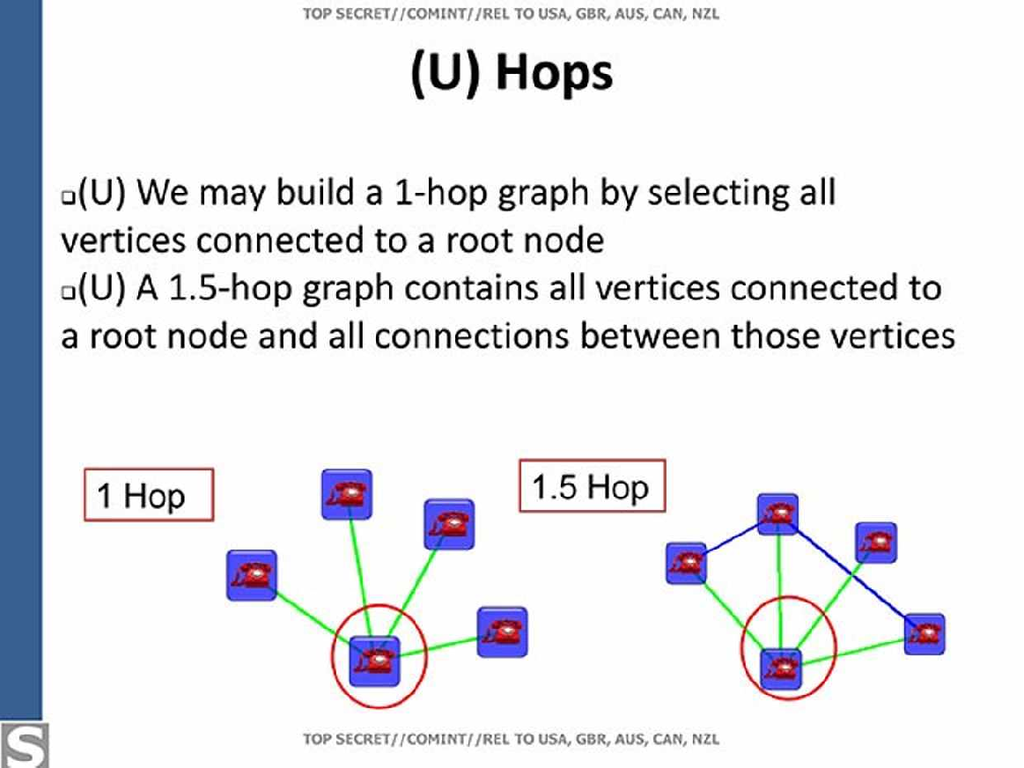 TOP SECRET//COMINT//REL TO USA, GBR, AUS, CAN, NZL
(U) Hops
❑(U) We may build a 1-hop graph by selecting all
vertices connected to a root node
❑(U) A 1.5-hop graph contains all vertices connected to
a root node and all connections between those vertices
1 Hop
1.5 Hop
TOP SECRET//COMINT//REL TO USA, GBR, AUS, CAN, NZL
S